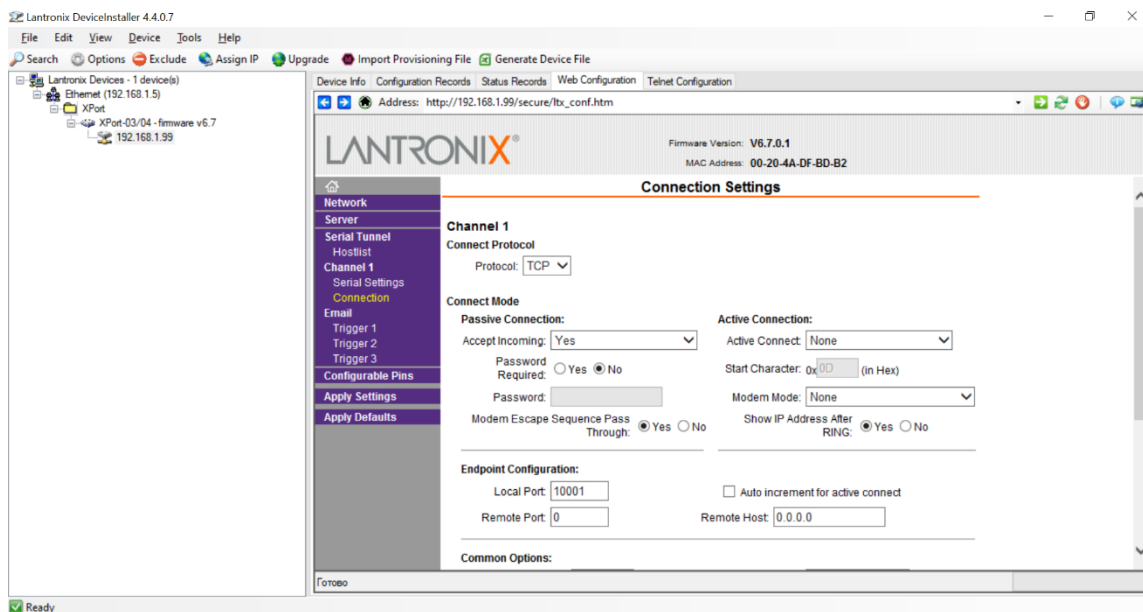 Lantronix DeviceInstaller 4.4.0.7
File Edit View Device Tools Help
Search Options Exclude Assign IP Upgrade Import Provisioning File Generate Device File
Lantronix Devices - 1 device(s)
Ethernet (192.168.1.5)
XPort
XPort-03/04 - firmware v6.7
192.168.1.99
Device Info Configuration Records Status Records Web Configuration Telnet Configuration
Address: http://192.168.1.99/secure/ltx_conf.htm
LANTRONIX®
Firmware Version: V6.7.0.1
MAC Address: 00-20-4A-DF-BD-B2
Network
Server
Serial Tunnel
Hostlist
Channel 1
Serial Settings
Connection
Email
Trigger 1
Trigger 2
Trigger 3
Configurable Pins
Apply Settings
Apply Defaults
Connection Settings
Channel 1
Connect Protocol
Protocol: TCP
Connect Mode
Passive Connection:
Accept Incoming: Yes
Password Required: Yes No
Password:
Modem Escape Sequence Pass Through: Yes No
Active Connection:
Active Connect: None
Start Character: 0x 0D (in Hex)
Modem Mode: None
Show IP Address After RING: Yes No
Endpoint Configuration:
Local Port: 10001
Auto increment for active connect
Remote Port: 0
Remote Host: 0.0.0.0
Common Options:
Готово
Ready